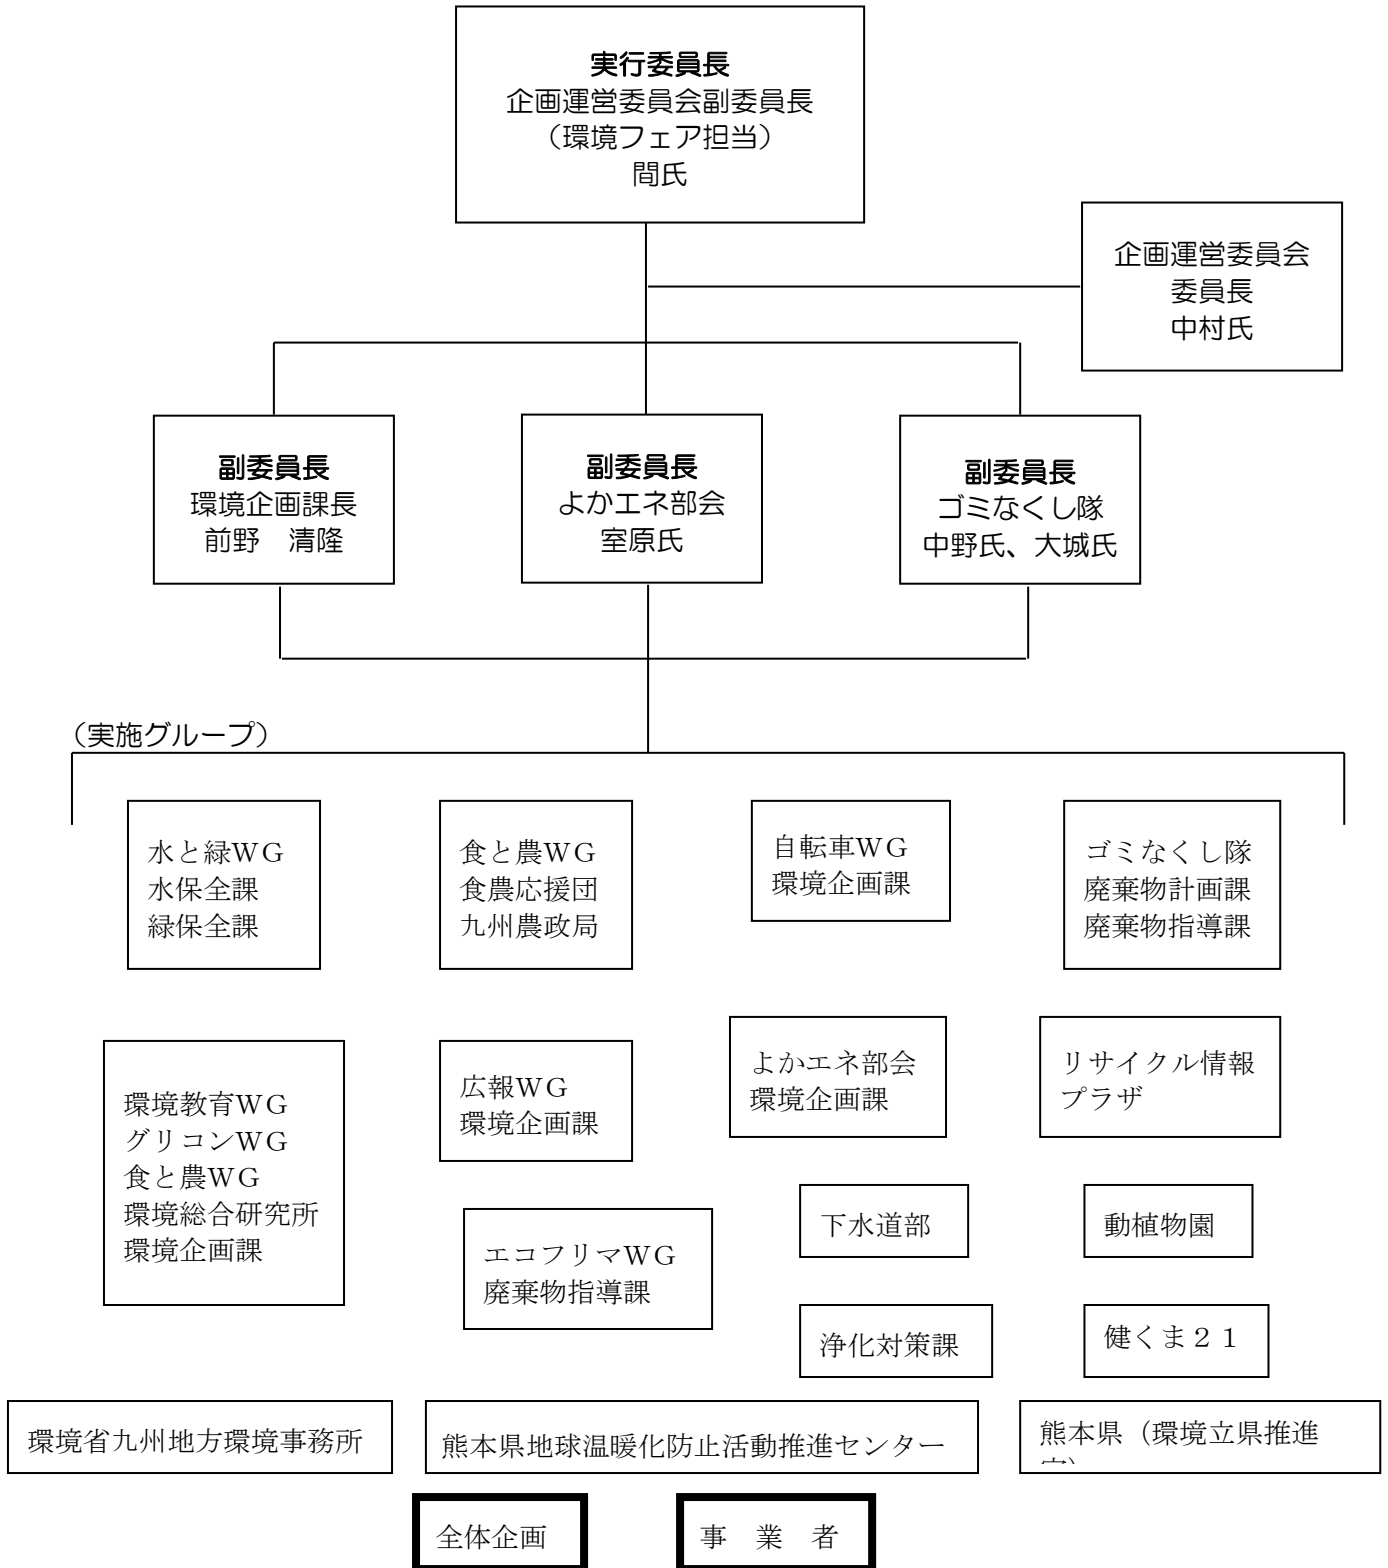 実行委員長
企画運営委員会副委員長
（環境フェア担当）
間氏
企画運営委員会
委員長
中村氏
副委員長
環境企画課長
前野　清隆
副委員長
よかエネ部会
室原氏
副委員長
ゴミなくし隊
中野氏、大城氏
（実施グループ）
水と緑ＷＧ
水保全課
緑保全課
食と農ＷＧ
食農応援団
九州農政局
自転車ＷＧ
環境企画課
ゴミなくし隊
廃棄物計画課
廃棄物指導課
環境教育ＷＧ
グリコンＷＧ
食と農ＷＧ
環境総合研究所
環境企画課
広報ＷＧ
環境企画課
よかエネ部会
環境企画課
リサイクル情報
プラザ
エコフリマＷＧ
廃棄物指導課
下水道部
動植物園
浄化対策課
健くま２１
環境省九州地方環境事務所
熊本県地球温暖化防止活動推進センター
熊本県（環境立県推進
全体企画
事　業　者